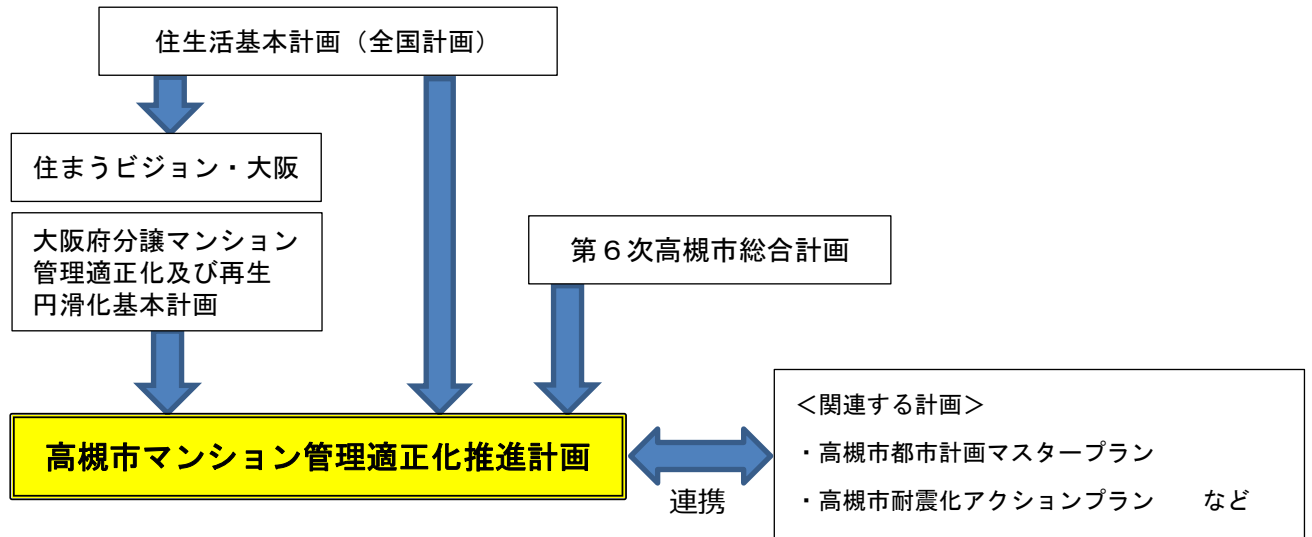 住生活基本計画（全国計画）
住まうビジョン・大阪
大阪府分譲マンション
管理適正化及び再生
円滑化基本計画
第６次高槻市総合計画
高槻市マンション管理適正化推進計画
連携
＜関連する計画＞
・高槻市都市計画マスタープラン
・高槻市耐震化アクションプラン　　など